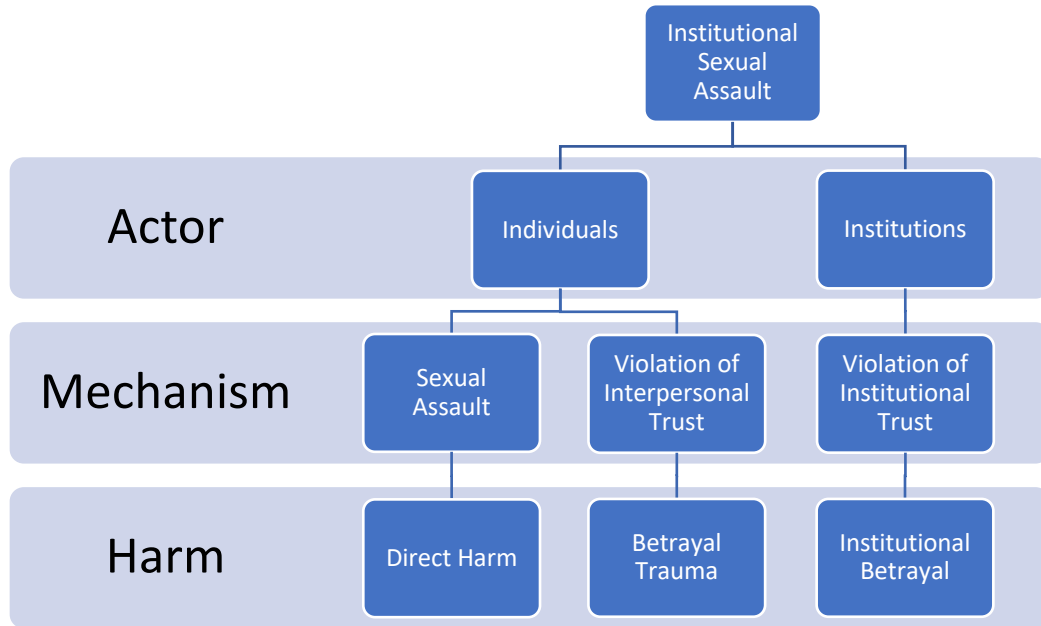 Institutional
Sexual
Assault
Actor
Individuals
Institutions
Mechanism
Sexual
Assault
Violation of
Interpersonal
Trust
Violation of
Institutional
Trust
Harm
Direct Harm
Betrayal
Trauma
Institutional
Betrayal